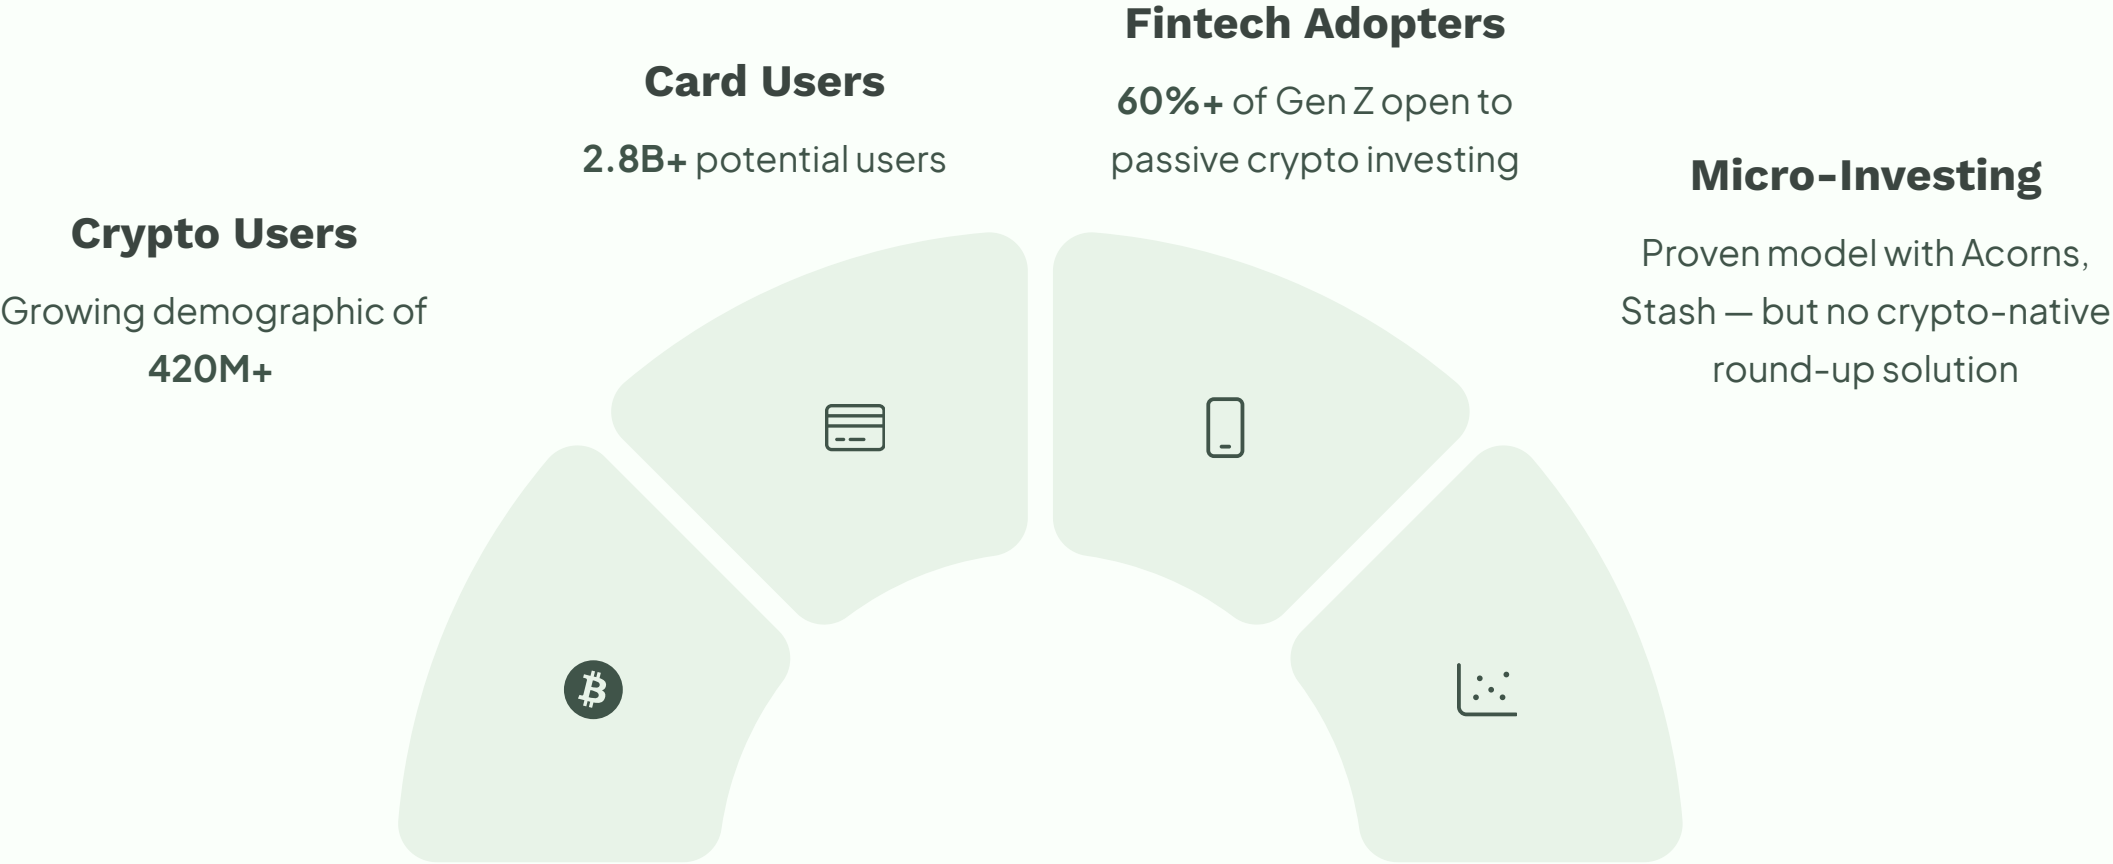 Crypto Users
Growing demographic of
420M+
Card Users
2.8B+ potential users
Fintech Adopters
60%+ of Gen Z open to
passive crypto investing
Micro-Investing
Proven model with Acorns,
Stash — but no crypto-native
round-up solution